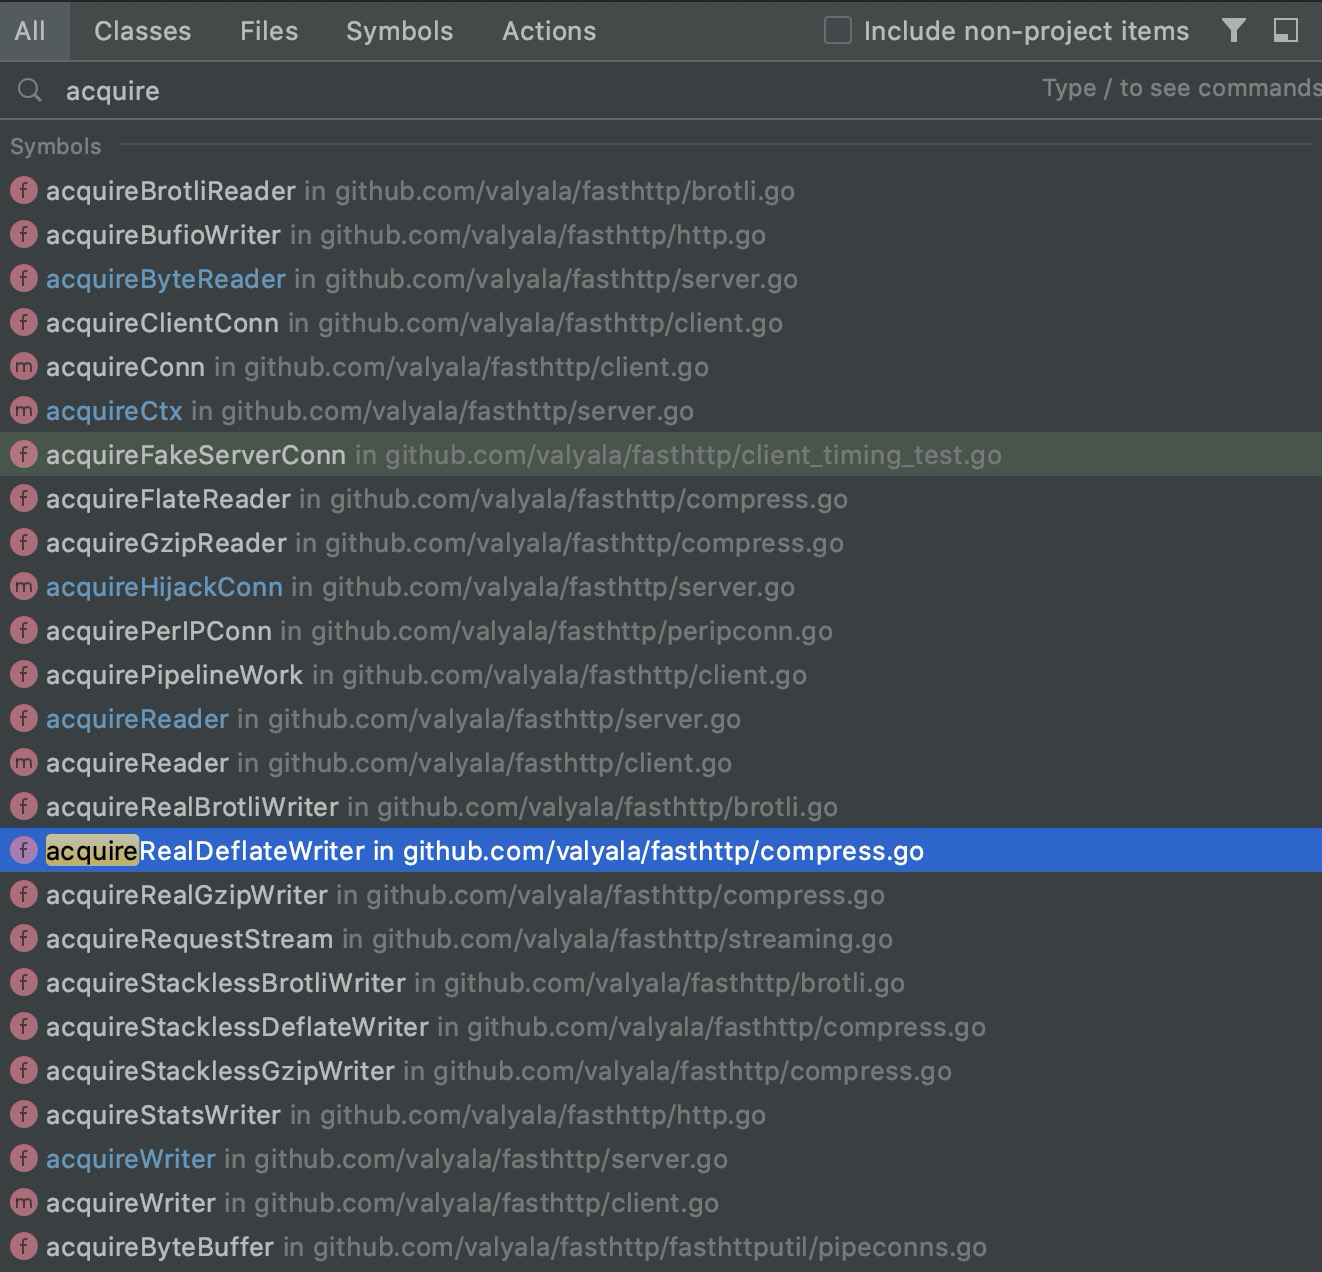 All Classes Files Symbols Actions Include non-project items
acquire Type / to see commands
Symbols
f acquireBrotliReader in github.com/valyala/fasthttp/brotli.go
f acquireBufioWriter in github.com/valyala/fasthttp/http.go
f acquireByteReader in github.com/valyala/fasthttp/server.go
f acquireClientConn in github.com/valyala/fasthttp/client.go
m acquireConn in github.com/valyala/fasthttp/client.go
m acquireCtx in github.com/valyala/fasthttp/server.go
f acquireFakeServerConn in github.com/valyala/fasthttp/client_timing_test.go
f acquireFlateReader in github.com/valyala/fasthttp/compress.go
f acquireGzipReader in github.com/valyala/fasthttp/compress.go
m acquireHijackConn in github.com/valyala/fasthttp/server.go
f acquirePerIPConn in github.com/valyala/fasthttp/peripconn.go
f acquirePipelineWork in github.com/valyala/fasthttp/client.go
f acquireReader in github.com/valyala/fasthttp/server.go
m acquireReader in github.com/valyala/fasthttp/client.go
f acquireRealBrotliWriter in github.com/valyala/fasthttp/brotli.go
f acquireRealDeflateWriter in github.com/valyala/fasthttp/compress.go
f acquireRealGzipWriter in github.com/valyala/fasthttp/compress.go
f acquireRequestStream in github.com/valyala/fasthttp/streaming.go
f acquireStacklessBrotliWriter in github.com/valyala/fasthttp/brotli.go
f acquireStacklessDeflateWriter in github.com/valyala/fasthttp/compress.go
f acquireStacklessGzipWriter in github.com/valyala/fasthttp/compress.go
f acquireStatsWriter in github.com/valyala/fasthttp/http.go
f acquireWriter in github.com/valyala/fasthttp/server.go
m acquireWriter in github.com/valyala/fasthttp/client.go
f acquireByteBuffer in github.com/valyala/fasthttp/fasthttputil/pipeconns.go